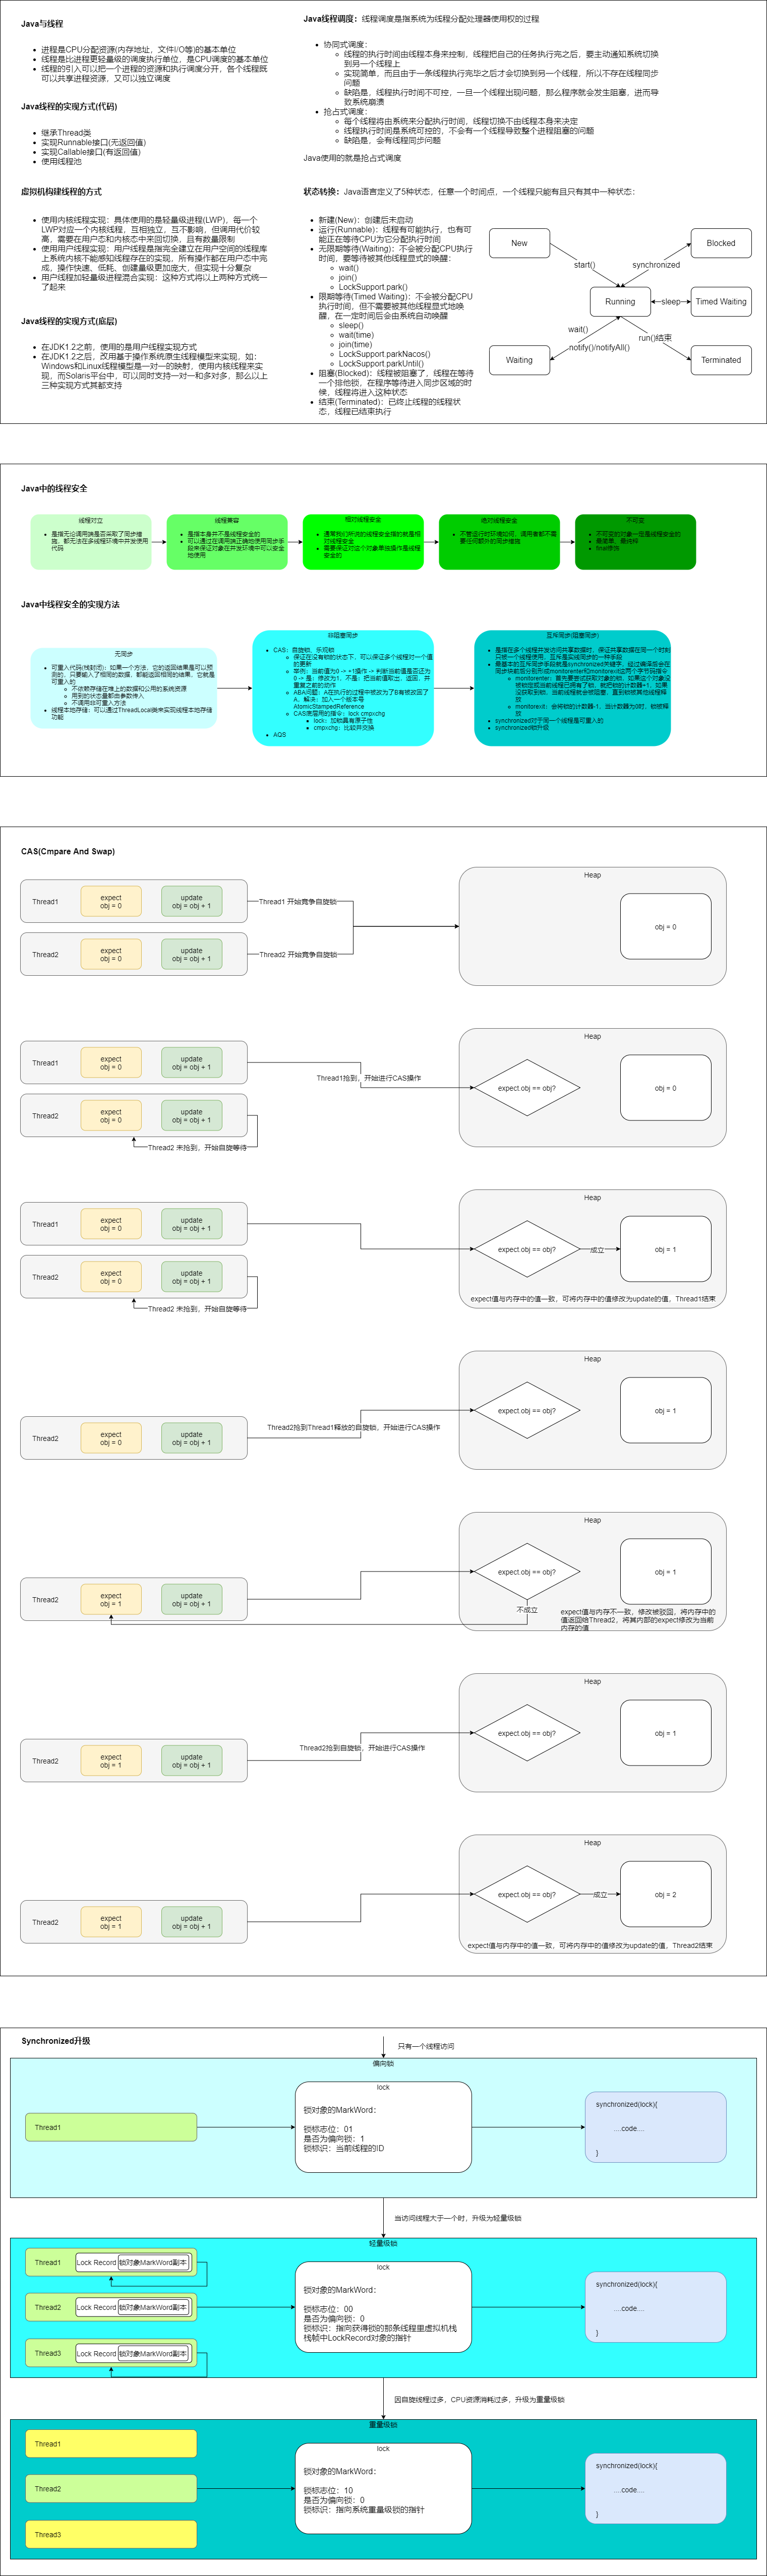 Java与线程
进程是CPU分配资源(内存地址，文件I/O等)的基本单位
线程是比进程更轻量级的调度执行单位，是CPU调度的基本单位
线程的引入可以把一个进程的资源和执行调度分开，各个线程既
可以共享进程资源，又可以独立调度
Java线程的实现方式(代码)
继承Thread类
实现Runnable接口(无返回值)
实现Callable接口(有返回值)
使用线程池
虚拟机构建线程的方式
使用内核线程实现：具体使用的是轻量级进程(LWP)，每一个
LWP对应一个内核线程，互相独立，互不影响，但调用代价较
高，需要在用户态和内核态中来回切换，且有数量限制
使用用户线程实现：用户线程是指完全建立在用户空间的线程库
上系统内核不能感知线程存在的实现，所有操作都在用户态中完
成，操作快速、低耗、创建量级更加庞大，但实现十分复杂
用户线程加轻量级进程混合实现：这种方式将以上两种方式统一
了起来
Java线程的实现方式(底层)
在JDK1.2之前，使用的是用户线程实现方式
在JDK1.2之后，改用基于操作系统原生线程模型来实现，如：
Windows和Linux线程模型是一对一的映射，使用内核线程来实
现，而Solaris平台中，可以同时支持一对一和多对多，那么以上
三种实现方式其都支持
Java线程调度：线程调度是指系统为线程分配处理器使用权的过程
协同式调度：
线程的执行时间由线程本身来控制，线程把自己的任务执行完之后，要主动通知系统切换
到另一个线程上
实现简单，而且由于一条线程执行完毕之后才会切换到另一个线程，所以不存在线程同步
问题
缺陷是，线程执行时间不可控，一旦一个线程出现问题，那么程序就会发生阻塞，进而导
致系统崩溃
抢占式调度：
每个线程将由系统来分配执行时间，线程切换不由线程本身来决定
线程执行时间是系统可控的，不会有一个线程导致整个进程阻塞的问题
缺陷是，会有线程同步问题
Java使用的就是抢占式调度
状态转换：Java语言定义了5种状态，任意一个时间点，一个线程只能有且只有其中一种状态：
新建(New)：创建后未启动
运行(Runnable)：线程有可能执行，也有可
能正在等待CPU为它分配执行时间
无限期等待(Waiting)：不会被分配CPU执行
时间，要等待被其他线程显式的唤醒：
wait()
join()
LockSupport.park()
限期等待(Timed Waiting)：不会被分配CPU
执行时间，但不需要被其他线程显式地唤
醒，在一定时间后会由系统自动唤醒
sleep()
wait(time)
join(time)
LockSupport.parkNacos()
LockSupport.parkUntil()
阻塞(Blocked)：线程被阻塞了，线程在等待
一个排他锁，在程序等待进入同步区域的时
候，线程将进入这种状态
结束(Terminated)：已终止线程的线程状
态，线程已结束执行
New
Blocked
start()
synchronized
Running
sleep
Timed Waiting
wait()
notify()/notifyAll()
run()结束
Waiting
Terminated
Java中的线程安全
线程对立
是指无论调用端是否采取了同步措
施，都无法在多线程环境中并发使用
代码
线程兼容
是指本身并不是线程安全的
可以通过在调用端正确地使用同步手
段来保证对象在并发环境中可以安全
地使用
相对线程安全
通常我们所说的线程安全指的就是相
对线程安全
需要保证对这个对象单独操作是线程
安全的
绝对线程安全
不管运行时环境如何，调用者都不需
要任何额外的同步措施
不可变
不可变的对象一定是线程安全的
最简单，最纯粹
final修饰
Java中线程安全的实现方法
无同步
可重入代码(栈封闭)：如果一个方法，它的返回结果是可以预
测的，只要输入了相同的数据，都能返回相同的结果，它就是
可重入的
不依赖存储在堆上的数据和公用的系统资源
用到的状态量都由参数传入
不调用非可重入方法
线程本地存储：可以通过ThreadLocal类来实现线程本地存储
功能
非阻塞同步
CAS：自旋锁、乐观锁
保证在没有锁的状态下，可以保证多个线程对一个值
的更新
举例：当前值为0 -> +1操作 -> 判断当前值是否还为
0 -> 是：修改为1，不是：把当前值取出、返回，并
重复之前的动作
ABA问题：A在执行的过程中被改为了B有被改回了
A，解决：加入一个版本号
AtomicStampedReference
CAS底层用的指令：lock cmpxchg
lock：加锁具有原子性
cmpxchg：比较并交换
AQS
互斥同步(阻塞同步)
是指在多个线程并发访问共享数据时，保证共享数据在同一个时刻
只被一个线程使用，互斥是实线同步的一种手段
最基本的互斥同步手段就是synchronized关键字，经过编译后会在
同步块前后分别形成monitorenter和monitorexit这两个字节码指令
monitorenter：首先要尝试获取对象的锁，如果这个对象没
被锁定或当前线程已拥有了锁，就把锁的计数器+1，如果
没获取到锁，当前线程就会被阻塞，直到锁被其他线程释
放
monitorexit：会将锁的计数器-1，当计数器为0时，锁被释
放
synchronized对于同一个线程是可重入的
synchronized锁升级
CAS(Cmpare And Swap)
Heap
Thread1
expect
obj = 0
update
obj = obj + 1
Thread1 开始竞争自旋锁
obj = 0
Thread2
expect
obj = 0
update
obj = obj + 1
Thread2 开始竞争自旋锁
Heap
Thread1
expect
obj = 0
update
obj = obj + 1
Thread1抢到，开始进行CAS操作
expect.obj == obj?
obj = 0
Thread2
expect
obj = 0
update
obj = obj + 1
Thread2 未抢到，开始自旋等待
Heap
Thread1
expect
obj = 0
update
obj = obj + 1
expect.obj == obj?
成立
obj = 1
Thread2
expect
obj = 0
update
obj = obj + 1
Thread2 未抢到，开始自旋等待
expect值与内存中的值一致，可将内存中的值修改为update的值，Thread1结束
Heap
expect.obj == obj?
obj = 1
Thread2
expect
obj = 0
update
obj = obj + 1
Thread2抢到Thread1释放的自旋锁，开始进行CAS操作
Heap
expect.obj == obj?
obj = 1
Thread2
expect
obj = 1
update
obj = obj + 1
不成立
expect值与内存不一致，修改被驳回，将内存中的
值返回给Thread2，将其内部的expect修改为当前
内存的值
Heap
expect.obj == obj?
obj = 1
Thread2
expect
obj = 1
update
obj = obj + 1
Thread2抢到自旋锁，开始进行CAS操作
Heap
expect.obj == obj?
成立
obj = 2
Thread2
expect
obj = 1
update
obj = obj + 1
expect值与内存中的值一致，可将内存中的值修改为update的值，Thread2结束
Synchronized升级
只有一个线程访问
偏向锁
Thread1
lock
锁对象的MarkWord：
锁标志位：01
是否为偏向锁：1
锁标识：当前线程的ID
synchronized(lock){
....code....
}
当访问线程大于一个时，升级为轻量级锁
轻量级锁
Thread1
Lock Record
锁对象MarkWord副本
Thread2
Lock Record
锁对象MarkWord副本
Thread3
Lock Record
锁对象MarkWord副本
lock
锁对象的MarkWord：
锁标志位：00
是否为偏向锁：0
锁标识：指向获得锁的那条线程里虚拟机栈
栈帧中LockRecord对象的指针
synchronized(lock){
....code....
}
因自旋线程过多，CPU资源消耗过多，升级为重量级锁
重量级锁
Thread1
Thread2
Thread3
lock
锁对象的MarkWord：
锁标志位：10
是否为偏向锁：0
锁标识：指向系统重量级锁的指针
synchronized(lock){
....code....
}